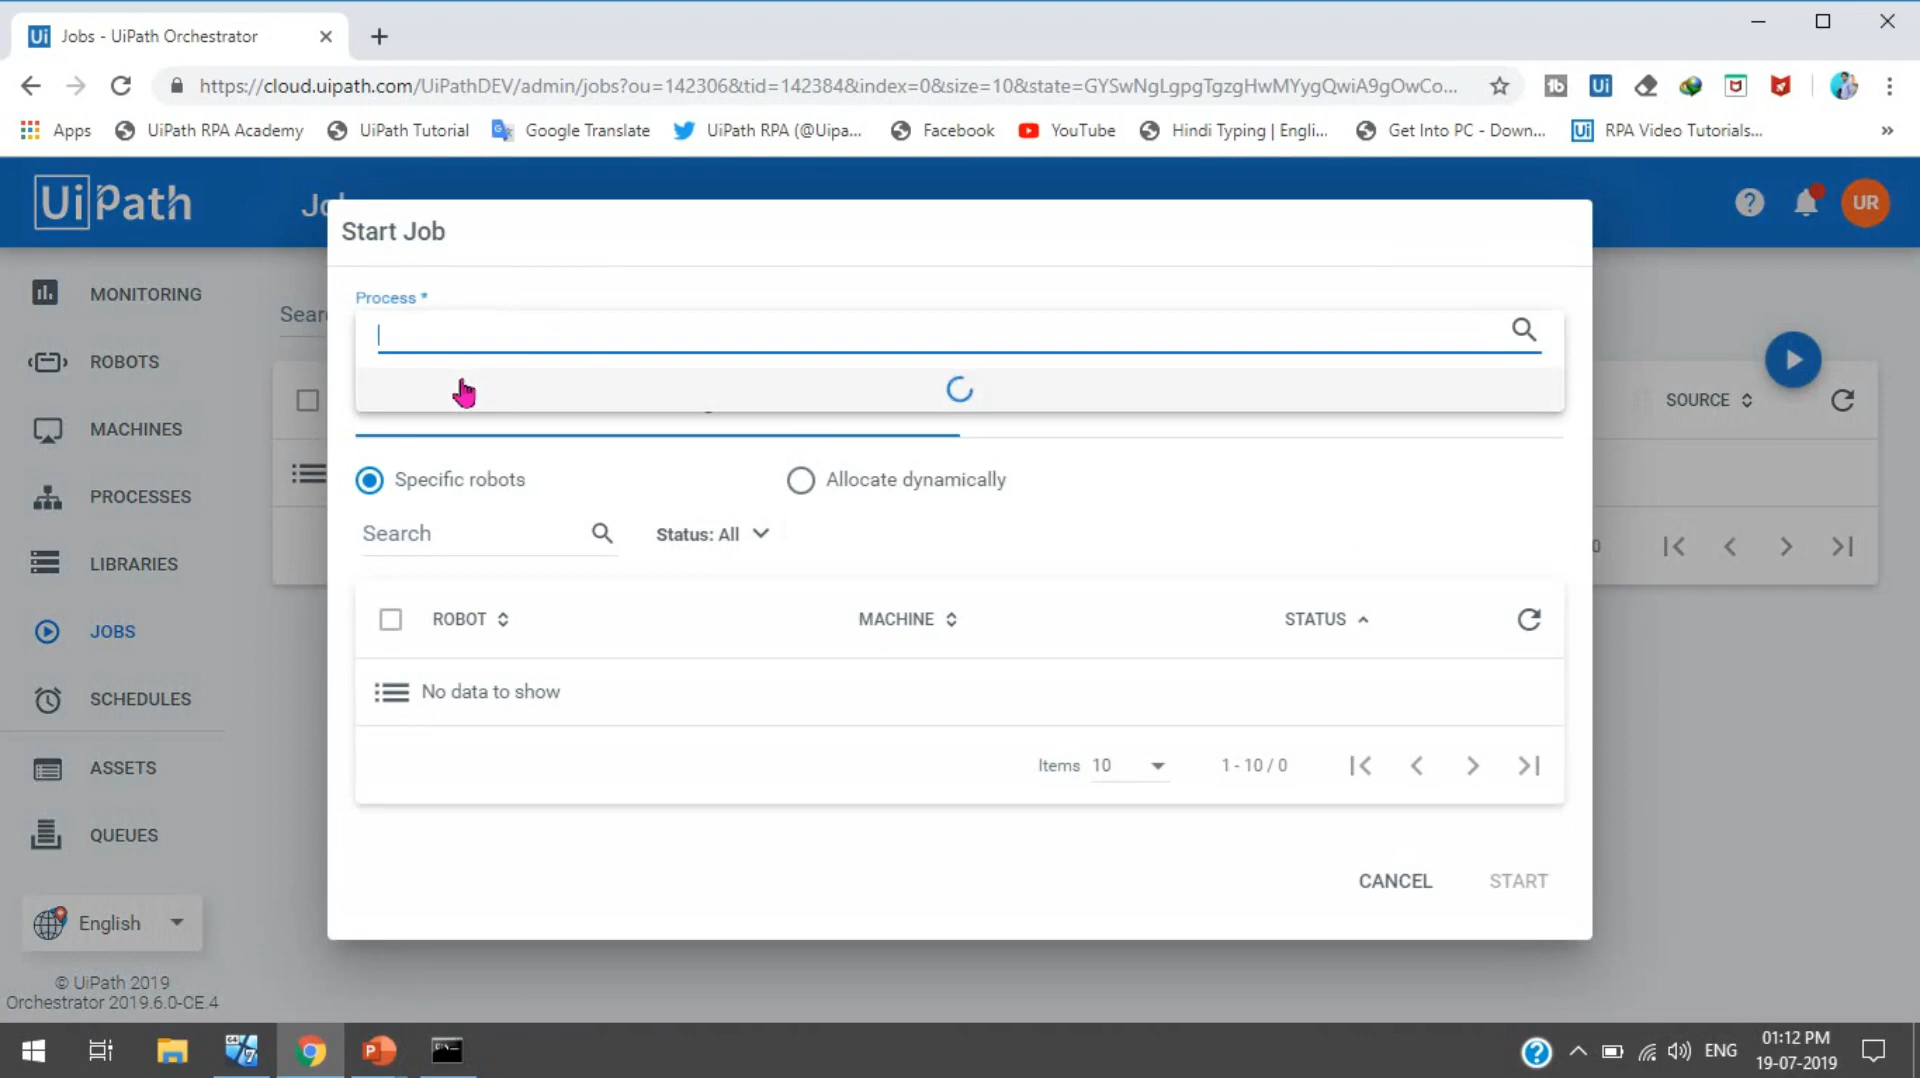 Jobs - UiPath Orchestrator
https://cloud.uipath.com/UiPathDEV/admin/jobs?ou=142306&tid=142384&index=0&size=10&state=GYSwNgLgpgTgzgHwMYygQwiA9gOwCo...
Apps
UiPath RPA Academy
UiPath Tutorial
Google Translate
UiPath RPA (@Uipa...
Facebook
YouTube
Hindi Typing | Engli...
Get Into PC - Down...
RPA Video Tutorials...
»
UiPath
Jo
UR
Start Job
Process *
MONITORING
ROBOTS
MACHINES
PROCESSES
LIBRARIES
JOBS
SCHEDULES
ASSETS
QUEUES
English
© UiPath 2019
Orchestrator 2019.6.0-CE.4
Sear
SOURCE
0
Specific robots
Allocate dynamically
Search
Status: All
ROBOT
MACHINE
STATUS
No data to show
Items 10
1 - 10 / 0
CANCEL
START
ENG
01:12 PM
19-07-2019